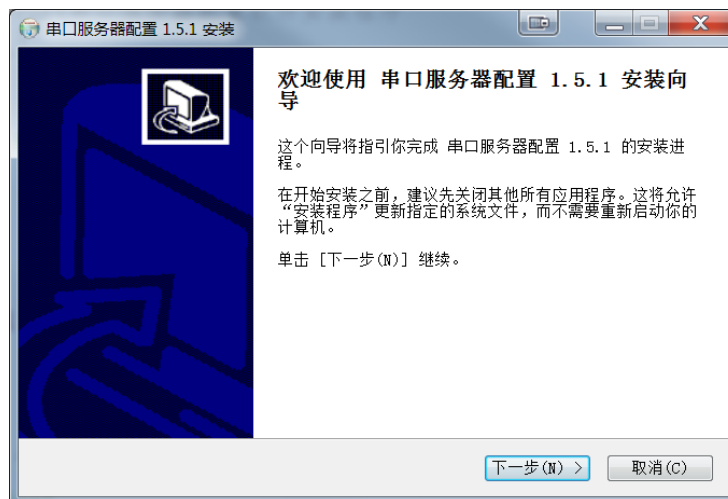 串口服务器配置 1.5.1 安装
欢迎使用 串口服务器配置 1.5.1 安装向
导
这个向导将指引你完成 串口服务器配置 1.5.1 的安装进
程。
在开始安装之前，建议先关闭其他所有应用程序。这将允许
“安装程序”更新指定的系统文件，而不需要重新启动你的
计算机。
单击 [下一步(N)] 继续。
下一步(N) >
取消(C)